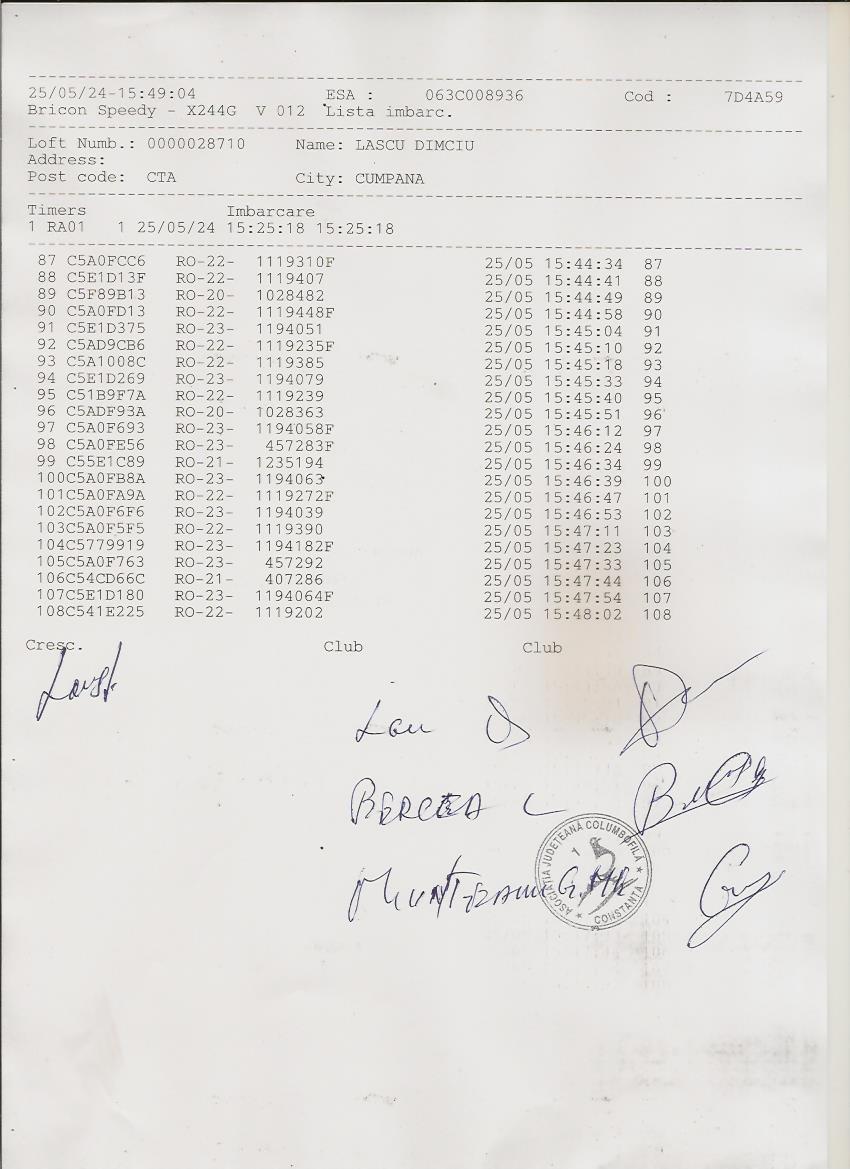 25/05/24-15:49:04 ESA : 063C008936 Cod : 7D4A59
Bricon Speedy - X244G V 012 Lista imbarc.
Loft Numb.: 0000028710 Name: LASCU DIMCIU
Address:
Post code: CTA City: CUMPANA
Timers Imbarcare
1 RA01 1 25/05/24 15:25:18 15:25:18
87 C5A0FCC6 RO-22- 1119310F 25/05 15:44:34 87
88 C5E1D13F RO-22- 1119407 25/05 15:44:41 88
89 C5F89B13 RO-20- 1028482 25/05 15:44:49 89
90 C5A0FD13 RO-22- 1119448F 25/05 15:44:58 90
91 C5E1D375 RO-23- 1194051 25/05 15:45:04 91
92 C5AD9CB6 RO-22- 1119235F 25/05 15:45:10 92
93 C5A1008C RO-22- 1119385 25/05 15:45:18 93
94 C5E1D269 RO-23- 1194079 25/05 15:45:33 94
95 C51B9F7A RO-22- 1119239 25/05 15:45:40 95
96 C5ADF93A RO-20- 1028363 25/05 15:45:51 96
97 C5A0F693 RO-23- 1194058F 25/05 15:46:12 97
98 C5A0FE56 RO-23- 457283F 25/05 15:46:24 98
99 C55E1C89 RO-21- 1235194 25/05 15:46:34 99
100C5A0FB8A RO-23- 1194063 25/05 15:46:39 100
101C5A0FA9A RO-22- 1119272F 25/05 15:46:47 101
102C5A0F6F6 RO-23- 1194039 25/05 15:46:53 102
103C5A0F5F5 RO-22- 1119390 25/05 15:47:11 103
104C5779919 RO-23- 1194182F 25/05 15:47:23 104
105C5A0F763 RO-23- 457292 25/05 15:47:33 105
106C54CD66C RO-21- 407286 25/05 15:47:44 106
107C5E1D180 RO-23- 1194064F 25/05 15:47:54 107
108C541E225 RO-22- 1119202 25/05 15:48:02 108
Cresc. Club Club
BERCEA C
ASOCIATIA JUDETEANĂ COLUMBOFILĂ
1
CONSTANTA